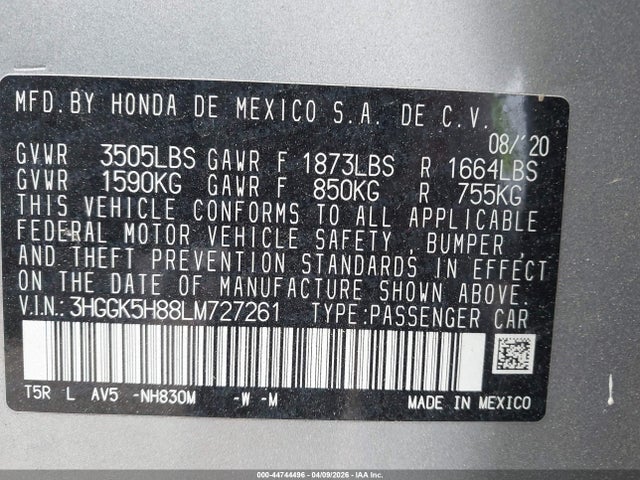 MFD.BY HONDA DE MEXICO S.A. DE C.V.
08/'20
GVWR 3505LBS GAWR F 1873LBS R 1664LBS
GVWR 1590KG GAWR F 850KG R 755KG
THIS VEHICLE CONFORMS TO ALL APPLICABLE
FEDERAL MOTOR VEHICLE SAFETY , BUMPER ,
AND THEFT PREVENTION STANDARDS IN EFFECT
ON THE DATE OF MANUFACTURE SHOWN ABOVE.
V.I.N.: 3HGGK5H88LM727261 TYPE:PASSENGER CAR
T5R L AV5 -NH830M -W -M
MADE IN MEXICO
000-44744496 | 04/09/2026 | IAA Inc.